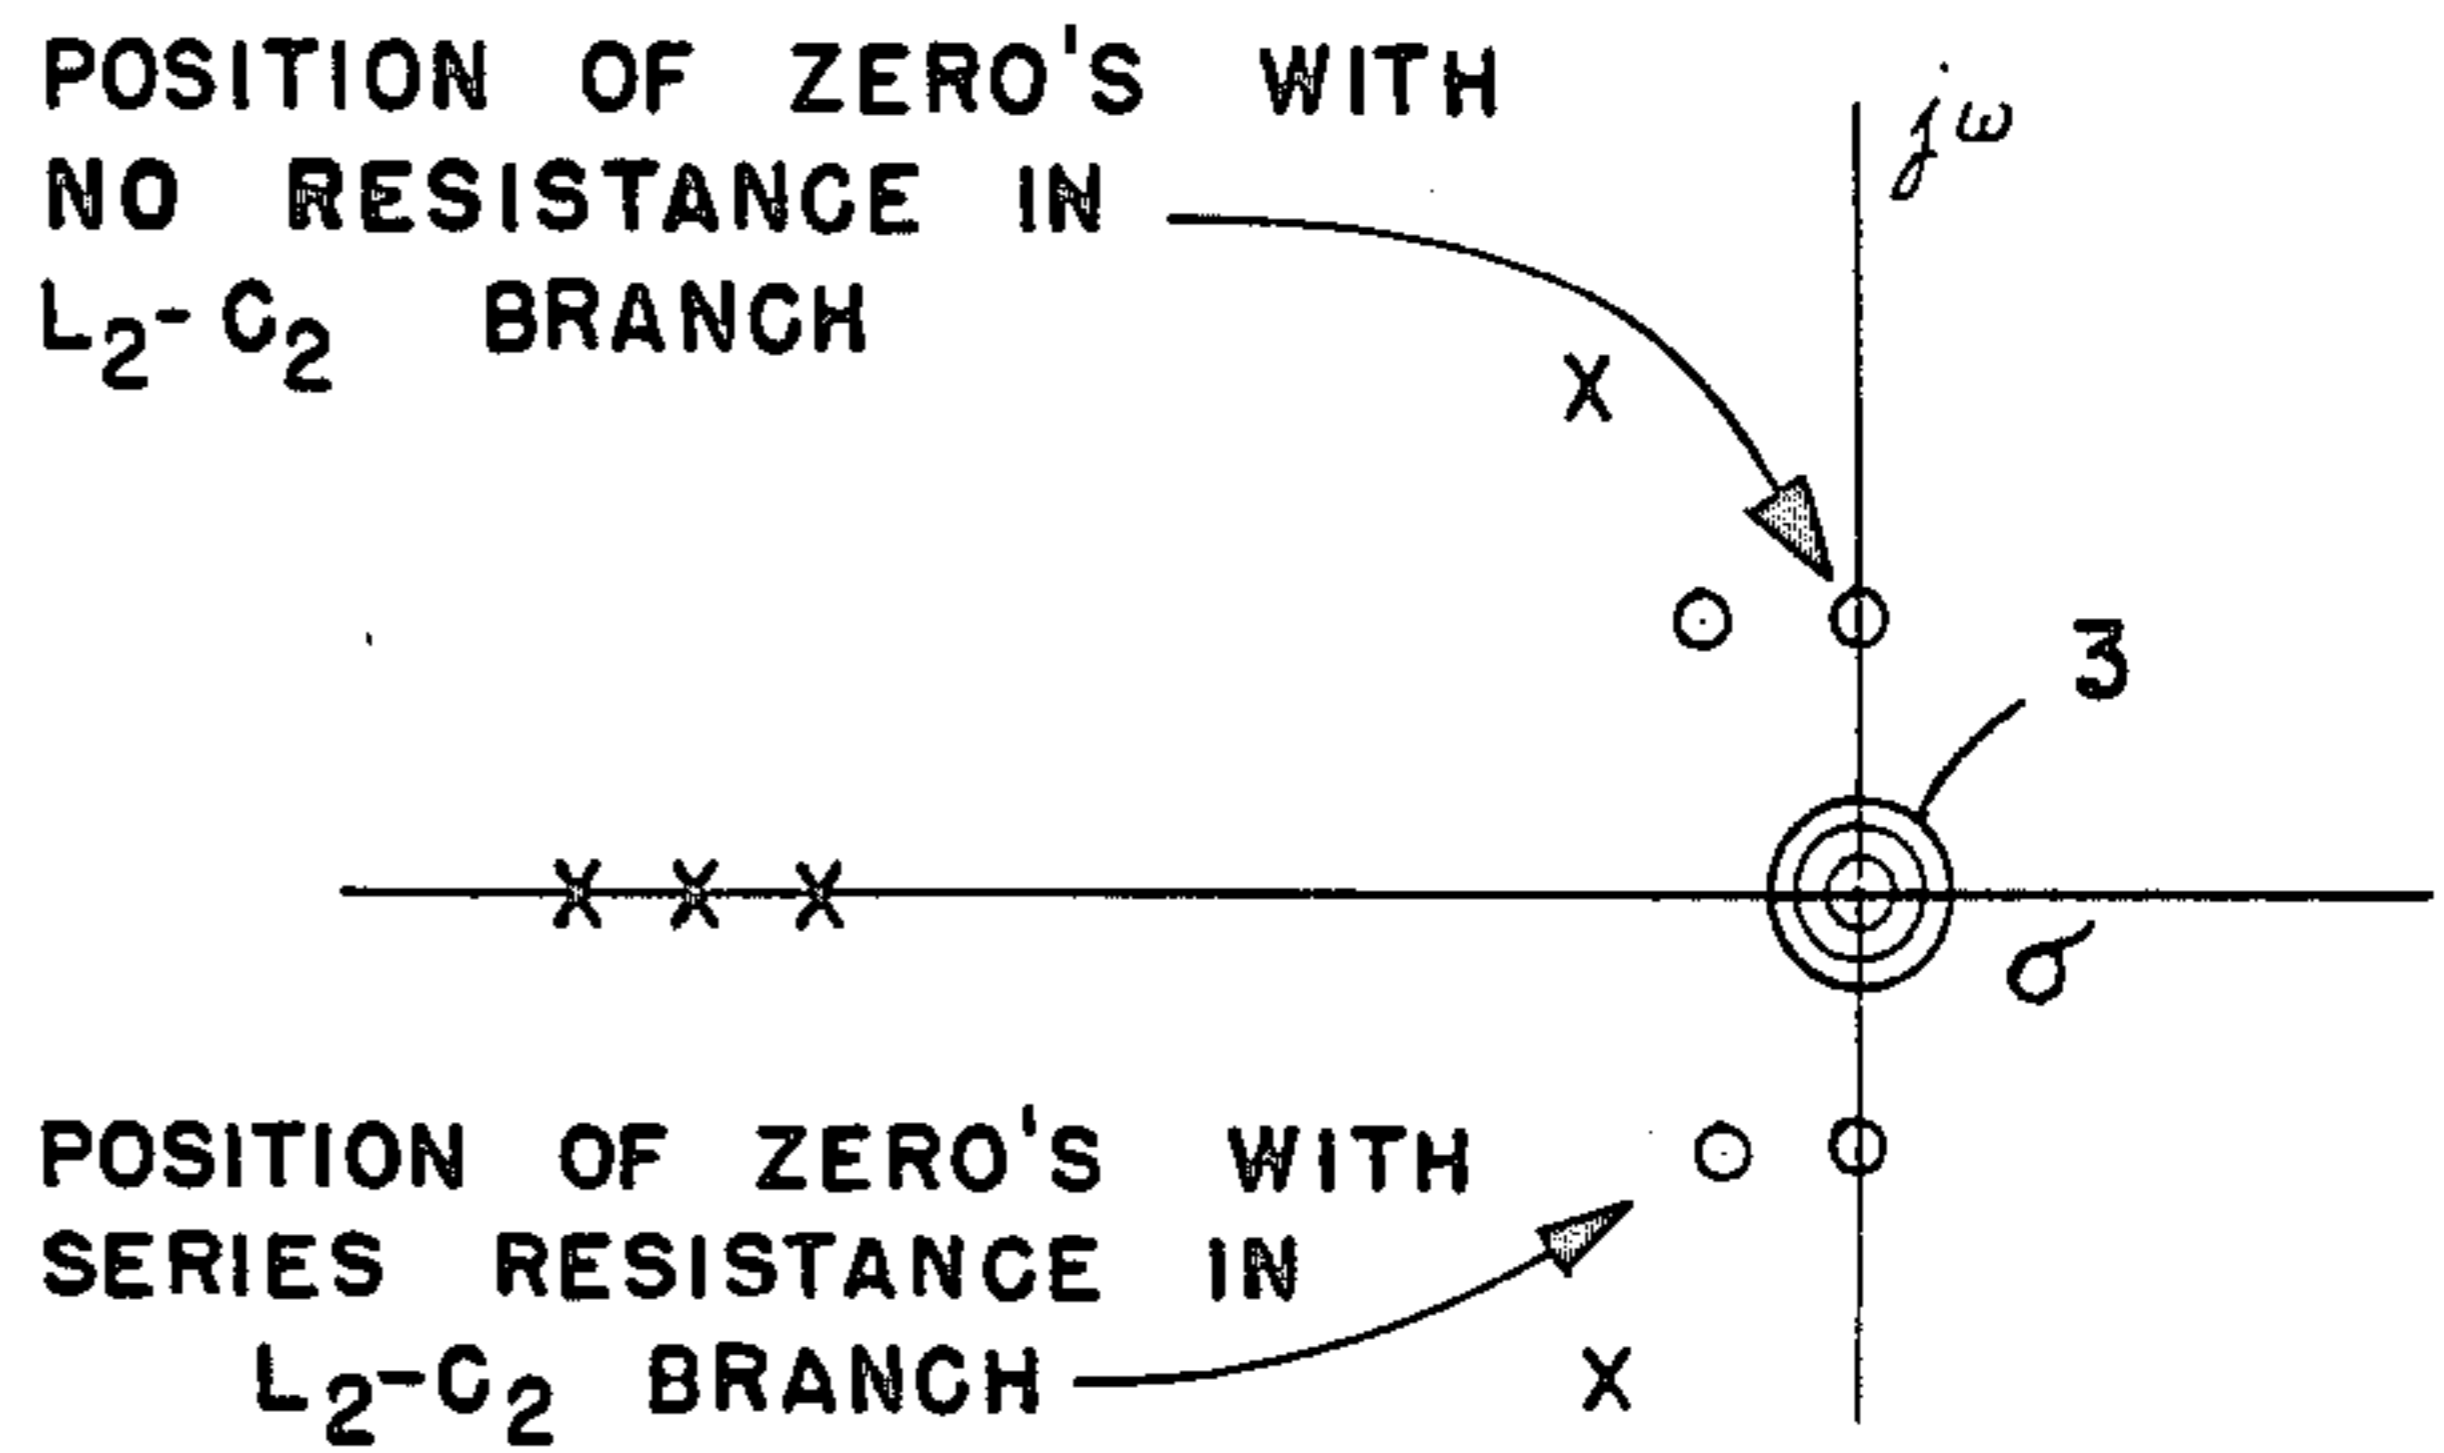 POSITION OF ZERO'S WITH
NO RESISTANCE IN
L₂-C₂ BRANCH
jω
3
σ
POSITION OF ZERO'S WITH
SERIES RESISTANCE IN
L₂-C₂ BRANCH